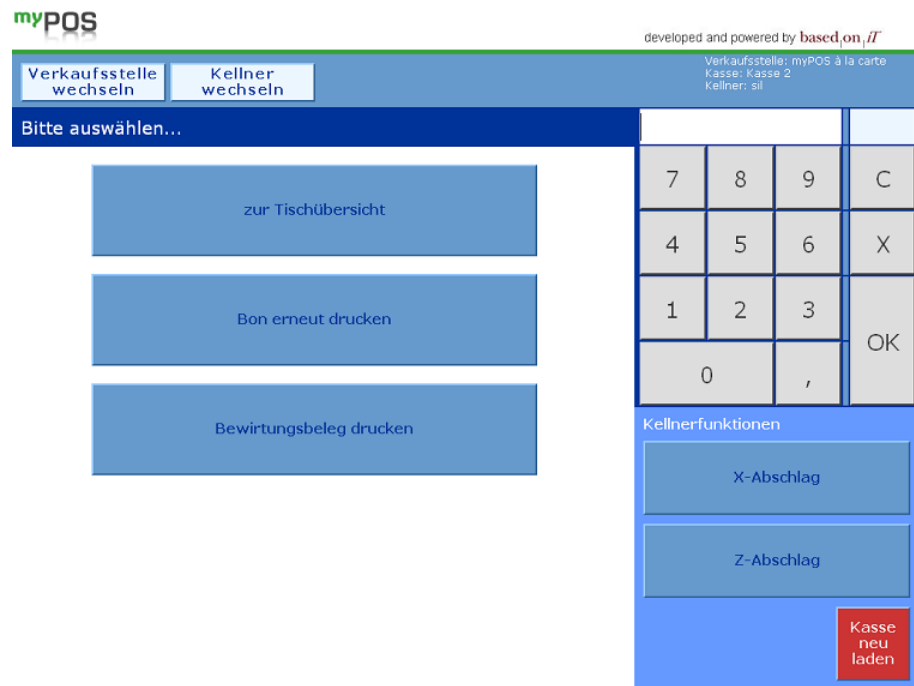 myPOS
developed and powered by based|on|iT
Verkaufsstelle
wechseln
Kellner
wechseln
Verkaufsstelle: myPOS à la carte
Kasse: Kasse 2
Kellner: sil
Bitte auswählen...
zur Tischübersicht
Bon erneut drucken
Bewirtungsbeleg drucken
7 8 9 C
4 5 6 X
1 2 3
OK
0 ,
Kellnerfunktionen
X-Abschlag
Z-Abschlag
Kasse
neu
laden